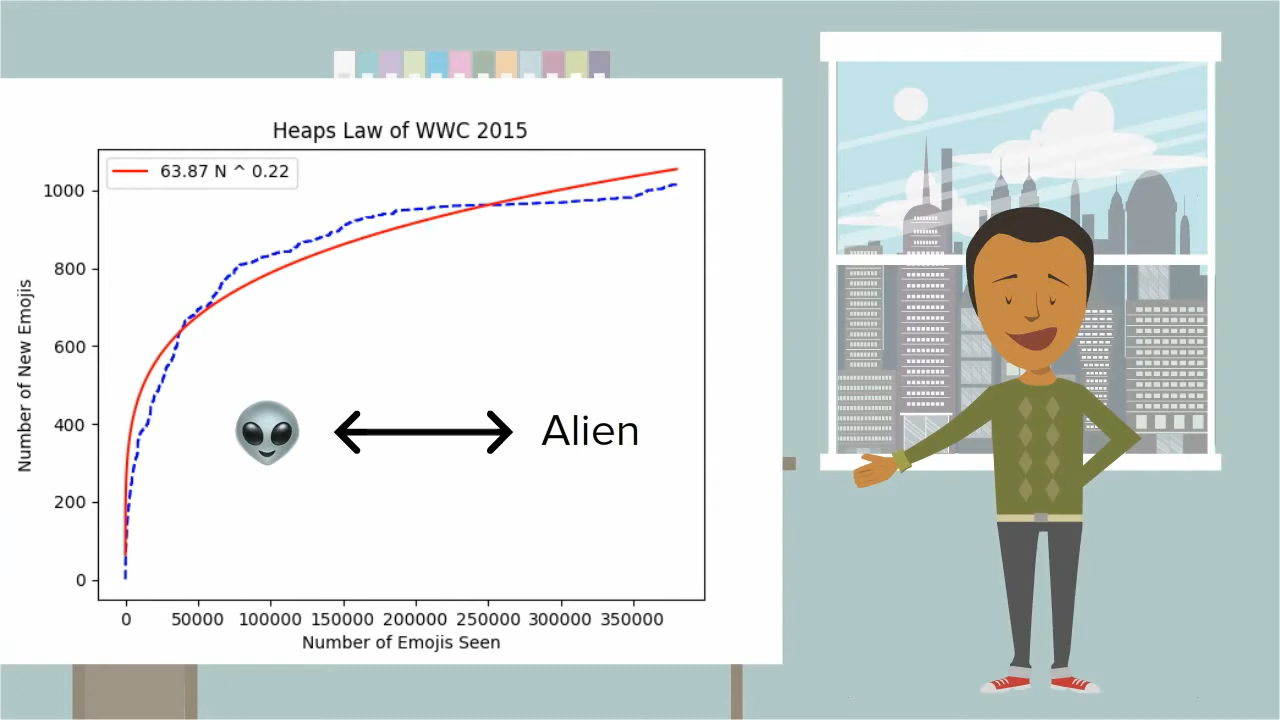 Heaps Law of WWC 2015
63.87 N ^ 0.22
Number of New Emojis
1000
800
600
400
200
0
Alien
0 50000 100000 150000 200000 250000 300000 350000
Number of Emojis Seen